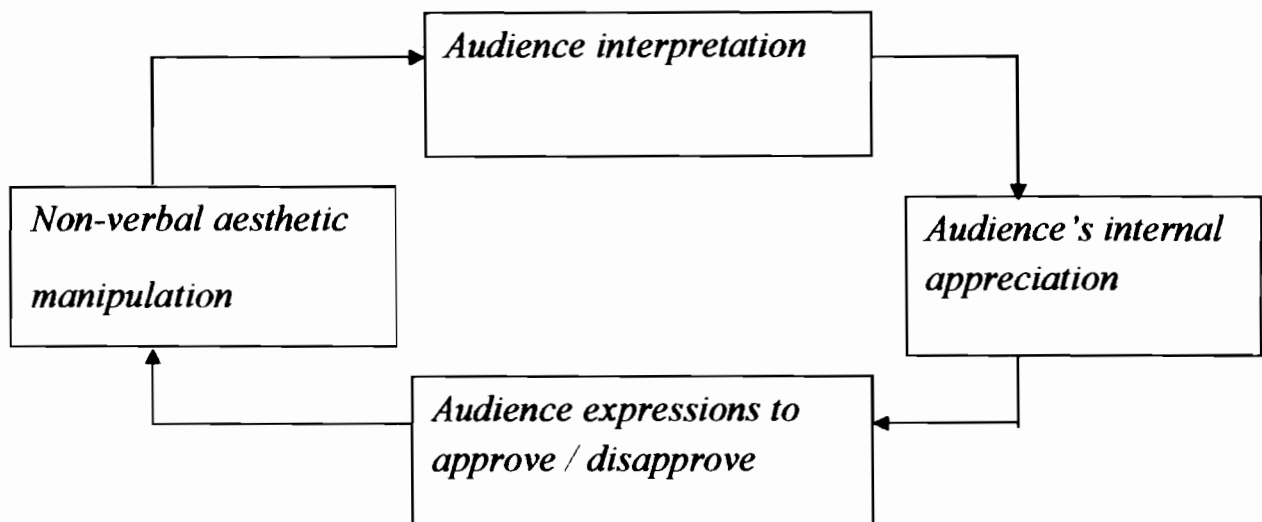 Audience interpretation
Non-verbal aesthetic
manipulation
Audience’s internal
appreciation
Audience expressions to
approve / disapprove